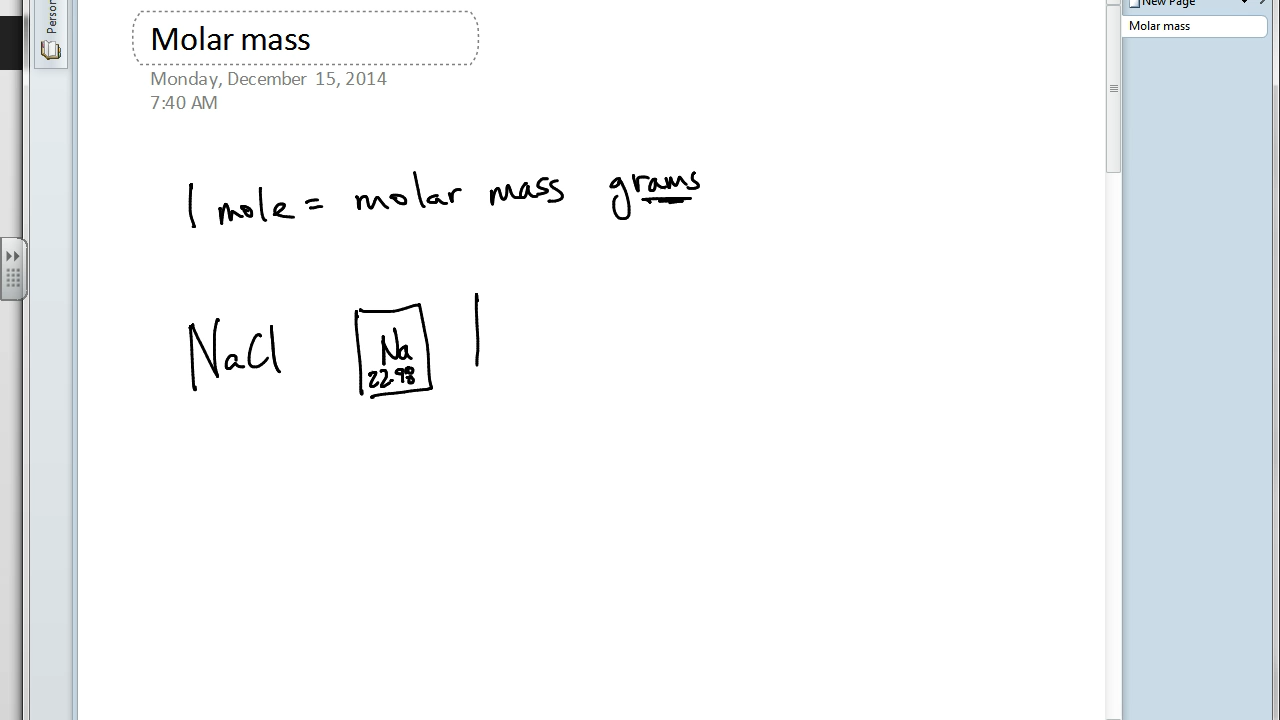 New Page
Person
Molar mass
Molar mass
Monday, December 15, 2014
7:40 AM
1 mole = molar mass grams
NaCl
Na
22.98